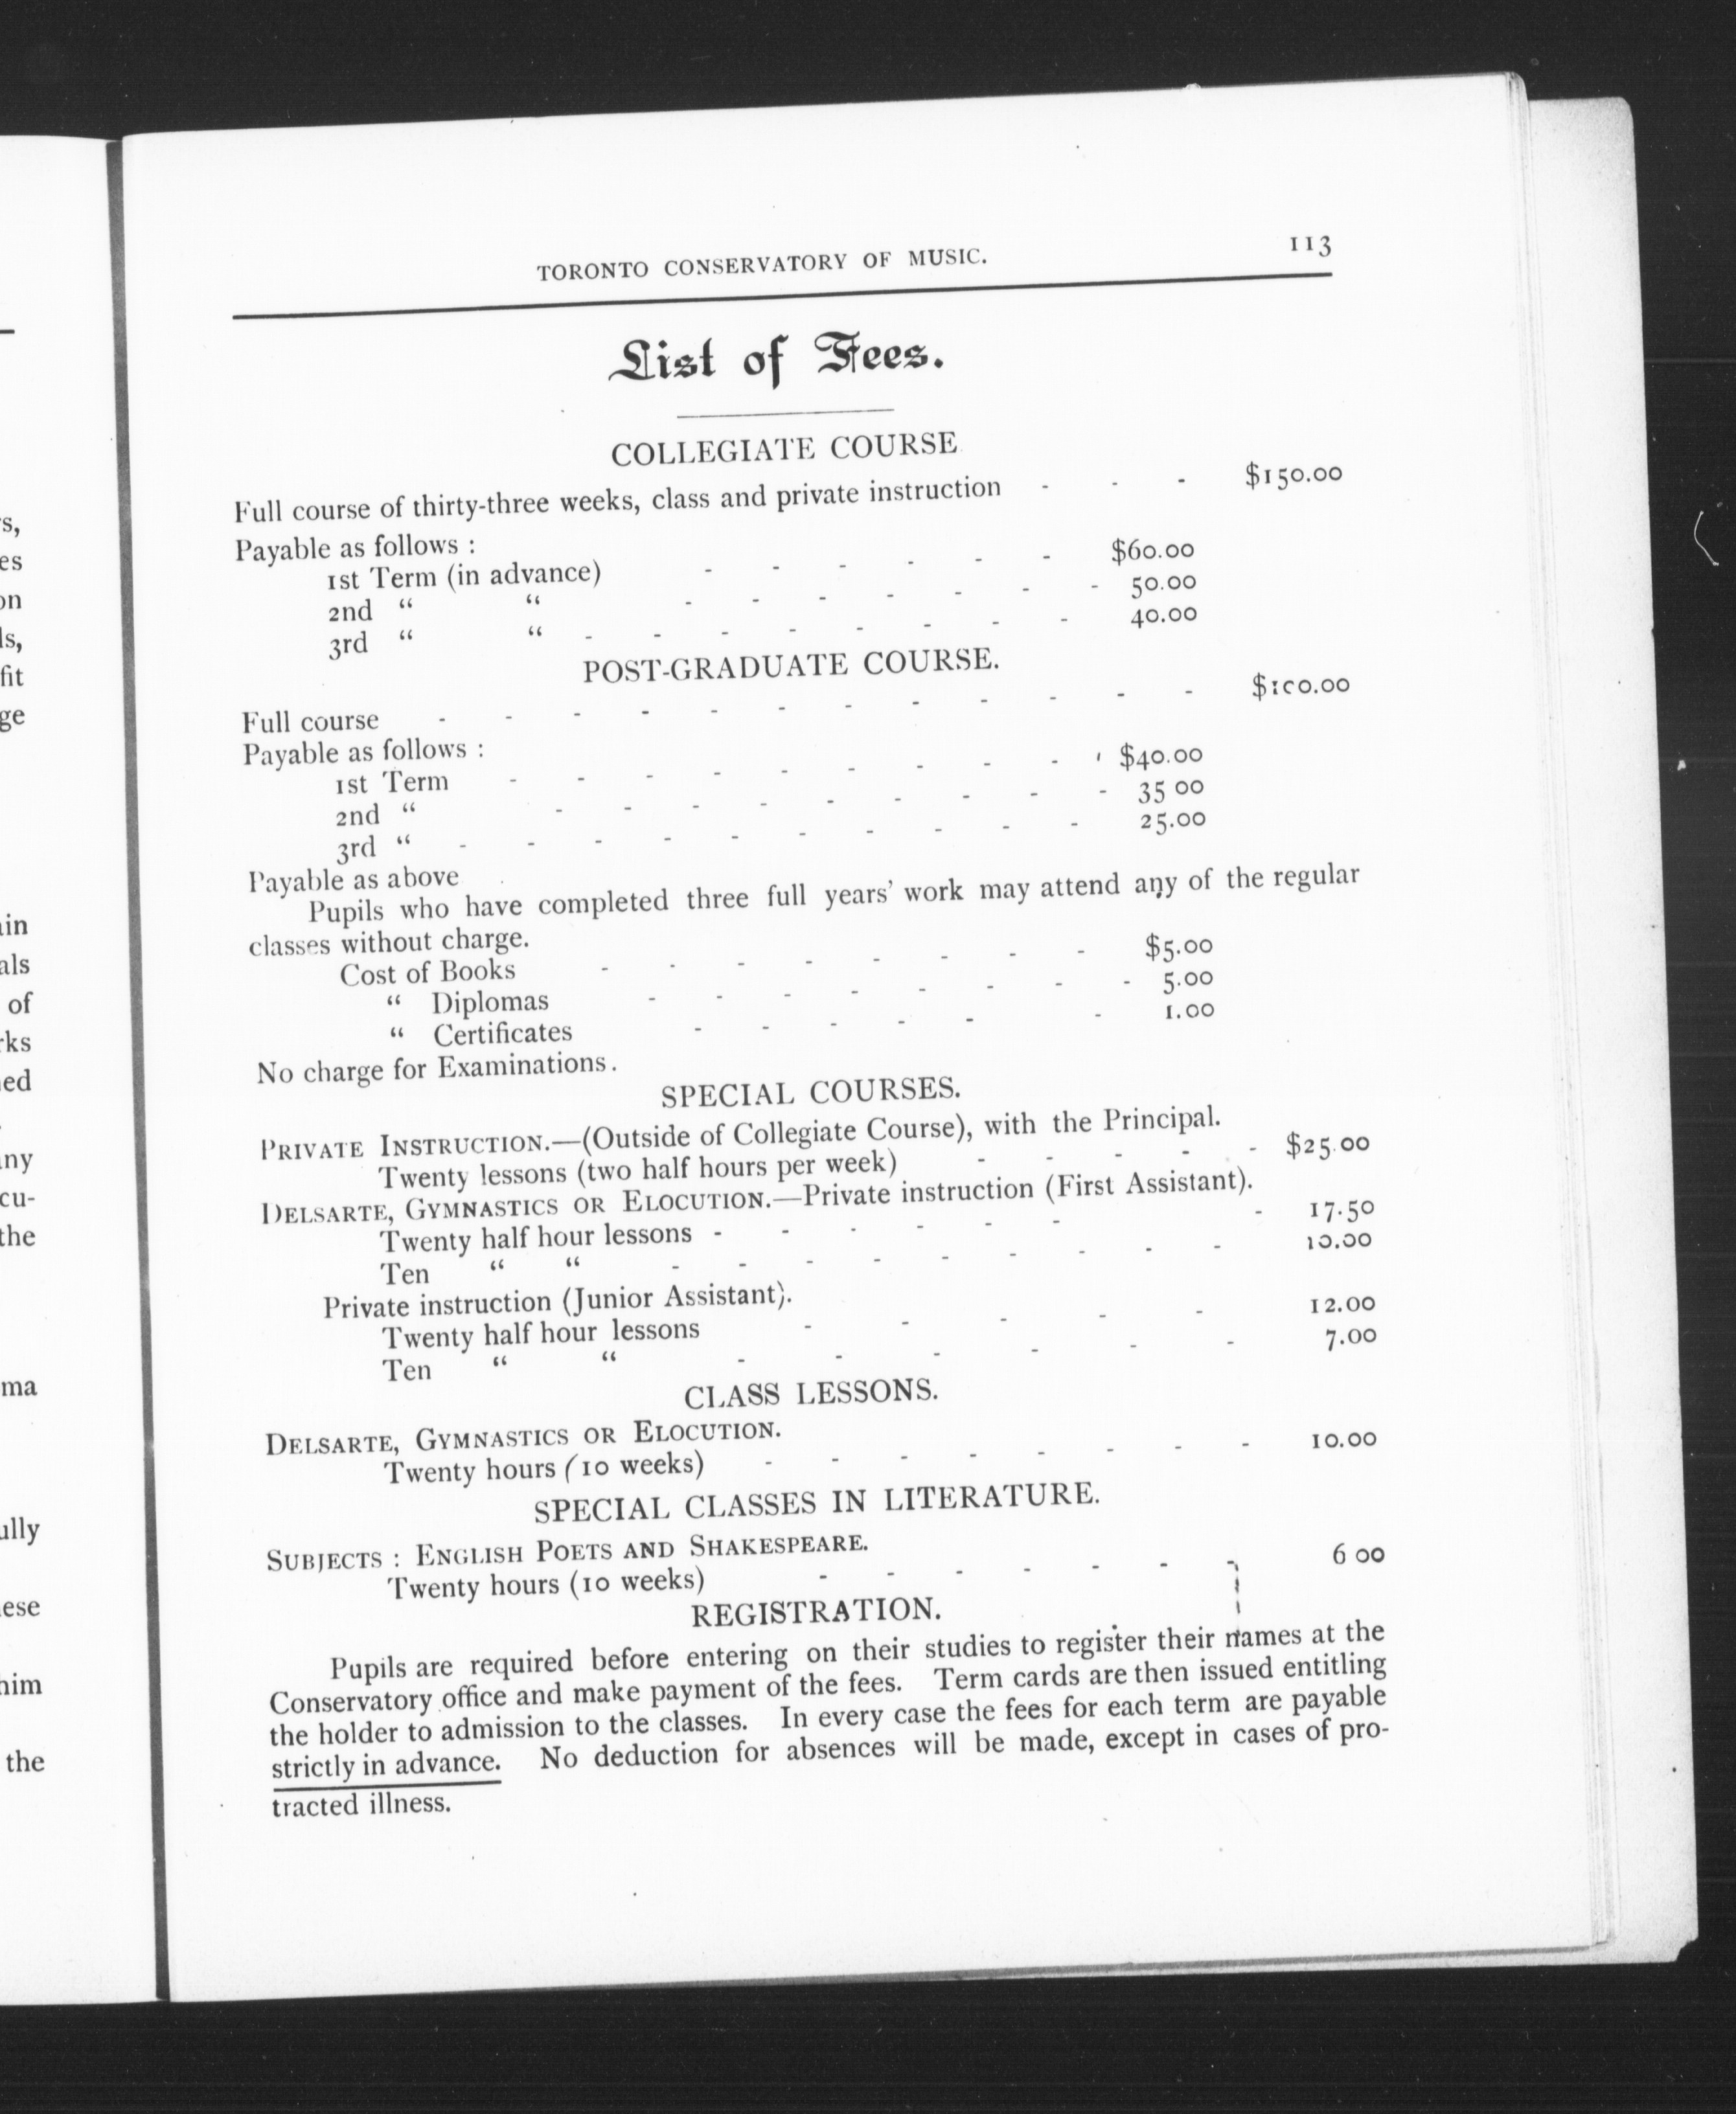 TORONTO CONSERVATORY OF MUSIC. 113
List of Fees.
COLLEGIATE COURSE
Full course of thirty-three weeks, class and private instruction - - - $150.00
Payable as follows :
1st Term (in advance) - - - - - - $60.00
2nd “ “ - - - - - - - 50.00
3rd “ “ - - - - - - - - 40.00
POST-GRADUATE COURSE.
Full course - - - - - - - - - - - - $100.00
Payable as follows :
1st Term - - - - - - - - - $40.00
2nd “ - - - - - - - - - 35 00
3rd “ - - - - - - - - - - 25.00
Payable as above
Pupils who have completed three full years’ work may attend any of the regular
classes without charge.
Cost of Books - - - - - - - - $5.00
“ Diplomas - - - - - - - - 5.00
“ Certificates - - - - - - 1.00
No charge for Examinations.
SPECIAL COURSES.
PRIVATE INSTRUCTION.—(Outside of Collegiate Course), with the Principal.
Twenty lessons (two half hours per week) - - - - - $25.00
DELSARTE, GYMNASTICS OR ELOCUTION.—Private instruction (First Assistant).
Twenty half hour lessons - - - - - - - 17.50
Ten “ “ - - - - - - - - - 10.00
Private instruction (Junior Assistant).
Twenty half hour lessons - - - - - 12.00
Ten “ “ - - - - - - 7.00
CLASS LESSONS.
DELSARTE, GYMNASTICS OR ELOCUTION.
Twenty hours (10 weeks) - - - - - - - - 10.00
SPECIAL CLASSES IN LITERATURE.
SUBJECTS : ENGLISH POETS AND SHAKESPEARE.
Twenty hours (10 weeks) - - - - - - - 6 00
REGISTRATION.
Pupils are required before entering on their studies to register their names at the
Conservatory office and make payment of the fees. Term cards are then issued entitling
the holder to admission to the classes. In every case the fees for each term are payable
strictly in advance. No deduction for absences will be made, except in cases of pro-
tracted illness.